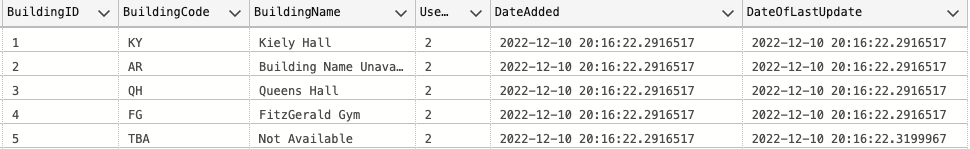 BuildingID BuildingCode BuildingName Use… DateAdded DateOfLastUpdate
1 KY Kiely Hall 2 2022-12-10 20:16:22.2916517 2022-12-10 20:16:22.2916517
2 AR Building Name Unava… 2 2022-12-10 20:16:22.2916517 2022-12-10 20:16:22.2916517
3 QH Queens Hall 2 2022-12-10 20:16:22.2916517 2022-12-10 20:16:22.2916517
4 FG FitzGerald Gym 2 2022-12-10 20:16:22.2916517 2022-12-10 20:16:22.2916517
5 TBA Not Available 2 2022-12-10 20:16:22.2916517 2022-12-10 20:16:22.3199967